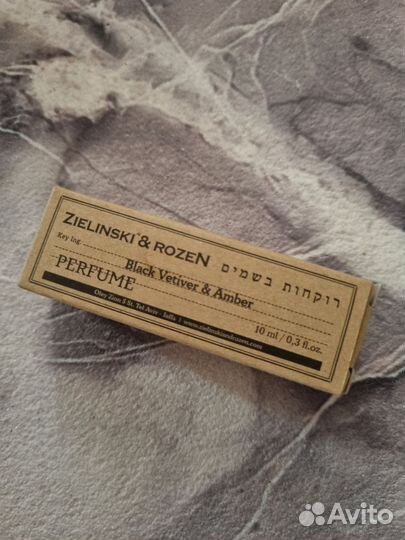 ZIELINSKI & ROZEN רוקחות בשמים
Key Ing.
Black Vetiver & Amber
PERFUME
10 ml / 0,3 fl.oz.
Oley Zion 3 St. Tel Aviv - Jaffa | www.zielinskiandrozen.com
Avito